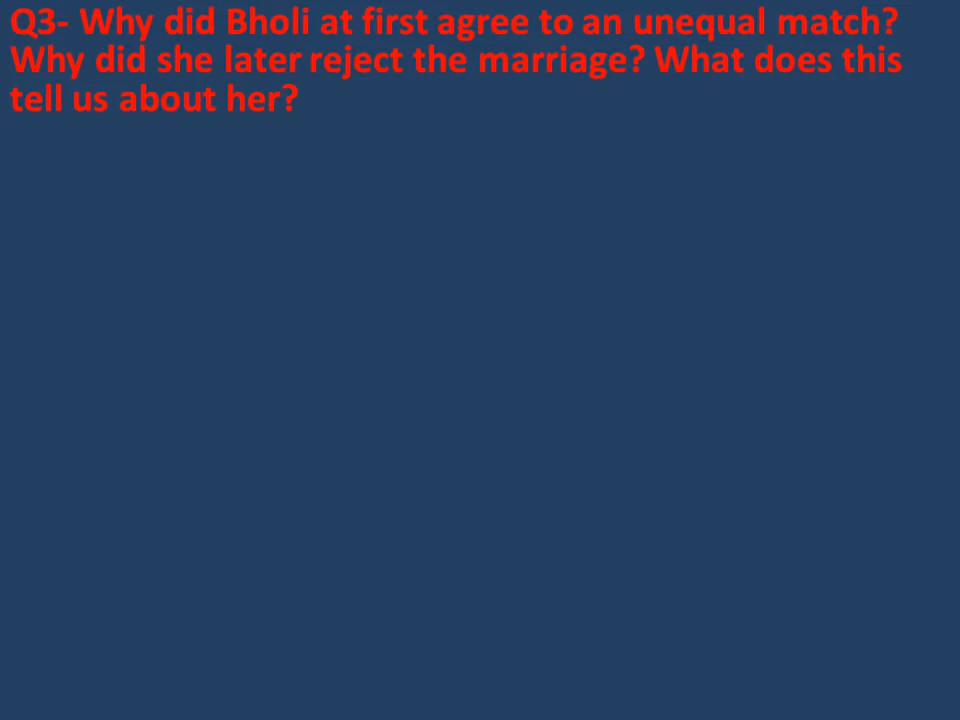 Q3- Why did Bholi at first agree to an unequal match?
Why did she later reject the marriage? What does this
tell us about her?